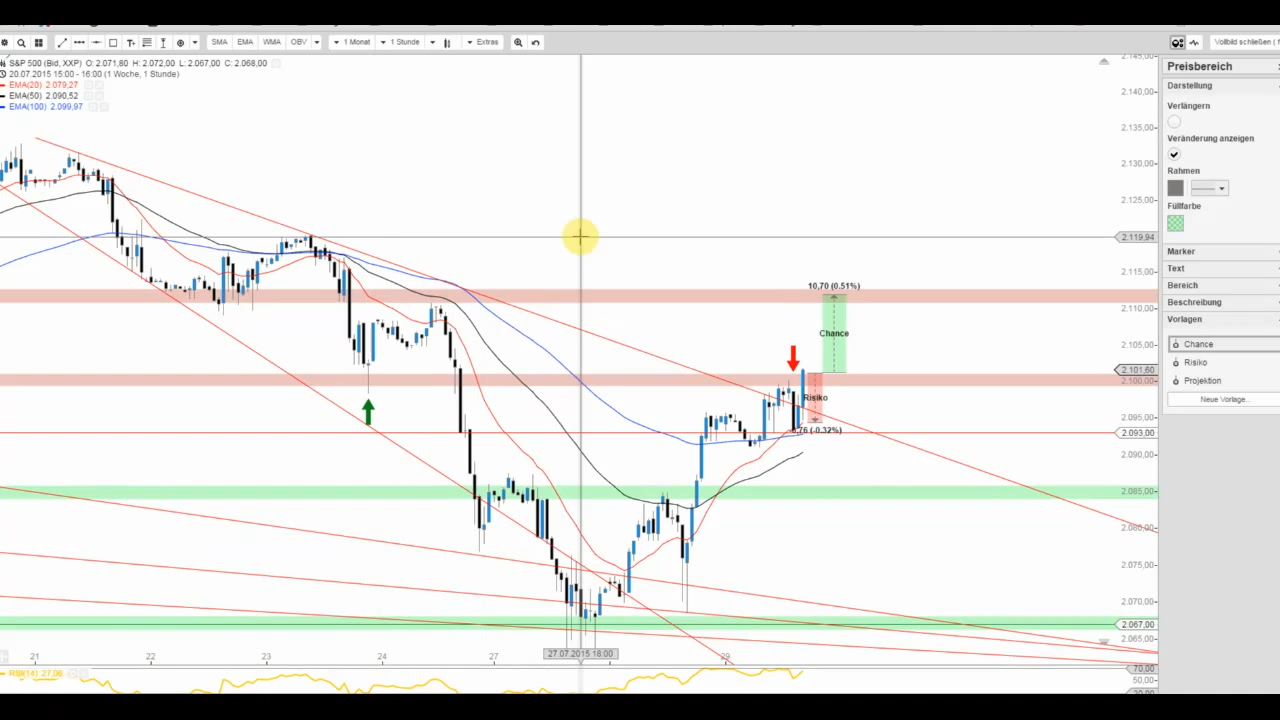 SMA EMA WMA OBV 1 Monat 1 Stunde Extras Vollbild schließen
S&P 500 (Bid, XXP) O: 2.071,80 H: 2.072,00 L: 2.067,00 C: 2.068,00
20.07.2015 15:00 - 16:00 (1 Woche, 1 Stunde)
EMA(20) 2.079,27
EMA(50) 2.090,52
EMA(100) 2.099,97
2.145,00
2.140,00
2.135,00
2.130,00
2.125,00
2.119,94
2.115,00
2.110,00
2.105,00
2.101,60
2.100,00
2.095,00
2.093,00
2.090,00
2.085,00
2.080,00
2.075,00
2.070,00
2.067,00
2.065,00
10,70 (0.51%)
Chance
Risiko
(-0.32%)
21 22 23 24 27 27.07.2015 18:00 29
RSI(14) 27,06
70,00
50,00
Preisbereich
Darstellung
Verlängern
Veränderung anzeigen
Rahmen
Füllfarbe
Marker
Text
Bereich
Beschreibung
Vorlagen
Chance
Risiko
Projektion
Neue Vorlage...